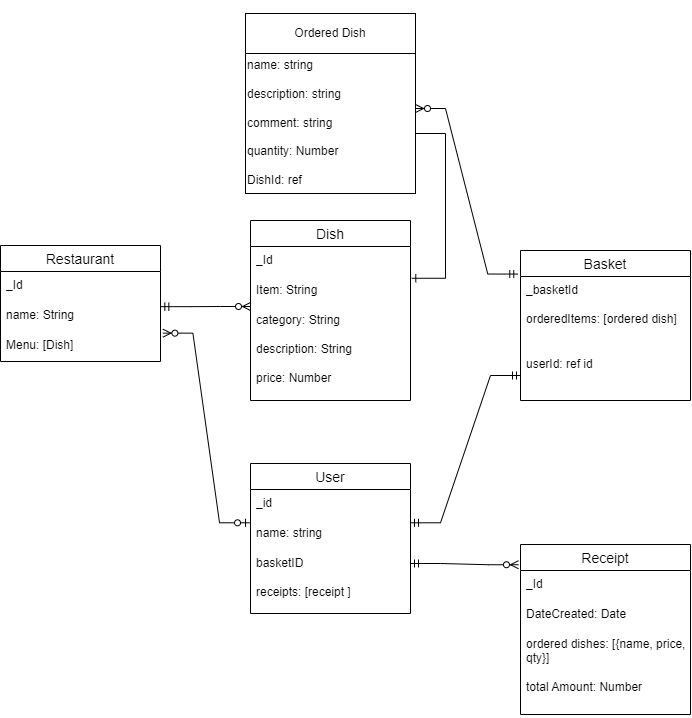 Ordered Dish
name: string
description: string
comment: string
quantity: Number
DishId: ref
Dish
_Id
Item: String
category: String
description: String
price: Number
Restaurant
_Id
name: String
Menu: [Dish]
Basket
_basketId
orderedItems: [ordered dish]
userId: ref id
User
_id
name: string
basketID
receipts: [receipt ]
Receipt
_Id
DateCreated: Date
ordered dishes: [{name, price,
qty}]
total Amount: Number